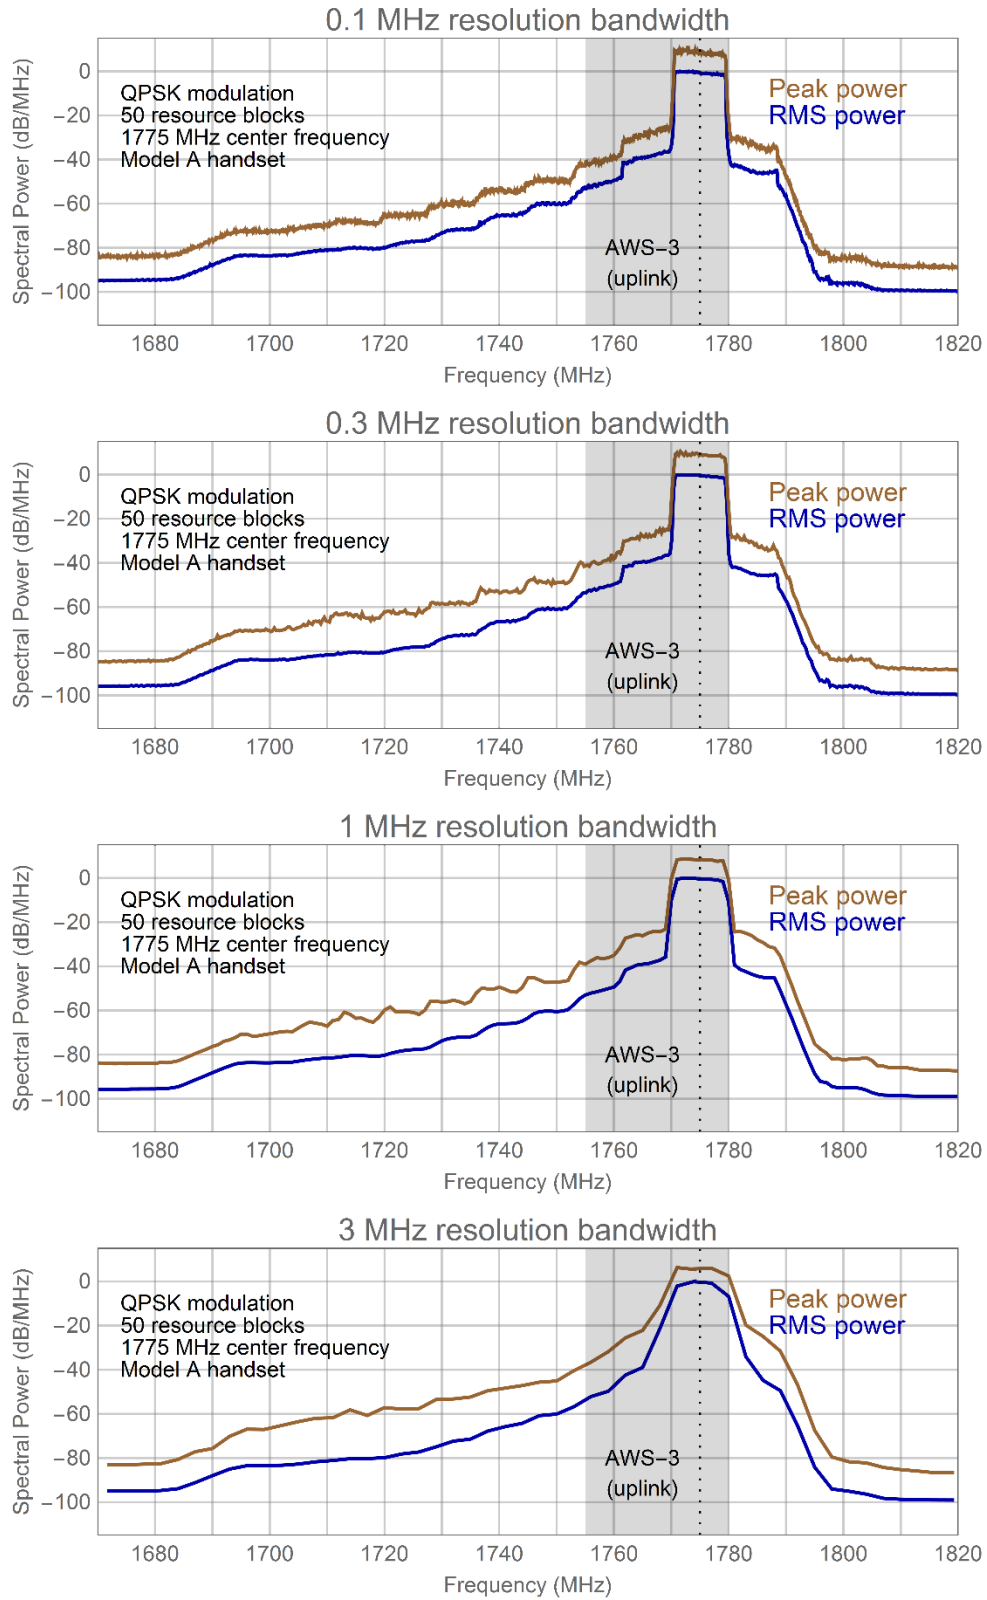 0.1 MHz resolution bandwidth
Spectral Power (dB/MHz)
0
−20
−40
−60
−80
−100
QPSK modulation
50 resource blocks
1775 MHz center frequency
Model A handset
Peak power
RMS power
AWS−3
(uplink)
1680 1700 1720 1740 1760 1780 1800 1820
Frequency (MHz)
0.3 MHz resolution bandwidth
Spectral Power (dB/MHz)
0
−20
−40
−60
−80
−100
QPSK modulation
50 resource blocks
1775 MHz center frequency
Model A handset
Peak power
RMS power
AWS−3
(uplink)
1680 1700 1720 1740 1760 1780 1800 1820
Frequency (MHz)
1 MHz resolution bandwidth
Spectral Power (dB/MHz)
0
−20
−40
−60
−80
−100
QPSK modulation
50 resource blocks
1775 MHz center frequency
Model A handset
Peak power
RMS power
AWS−3
(uplink)
1680 1700 1720 1740 1760 1780 1800 1820
Frequency (MHz)
3 MHz resolution bandwidth
Spectral Power (dB/MHz)
0
−20
−40
−60
−80
−100
QPSK modulation
50 resource blocks
1775 MHz center frequency
Model A handset
Peak power
RMS power
AWS−3
(uplink)
1680 1700 1720 1740 1760 1780 1800 1820
Frequency (MHz)